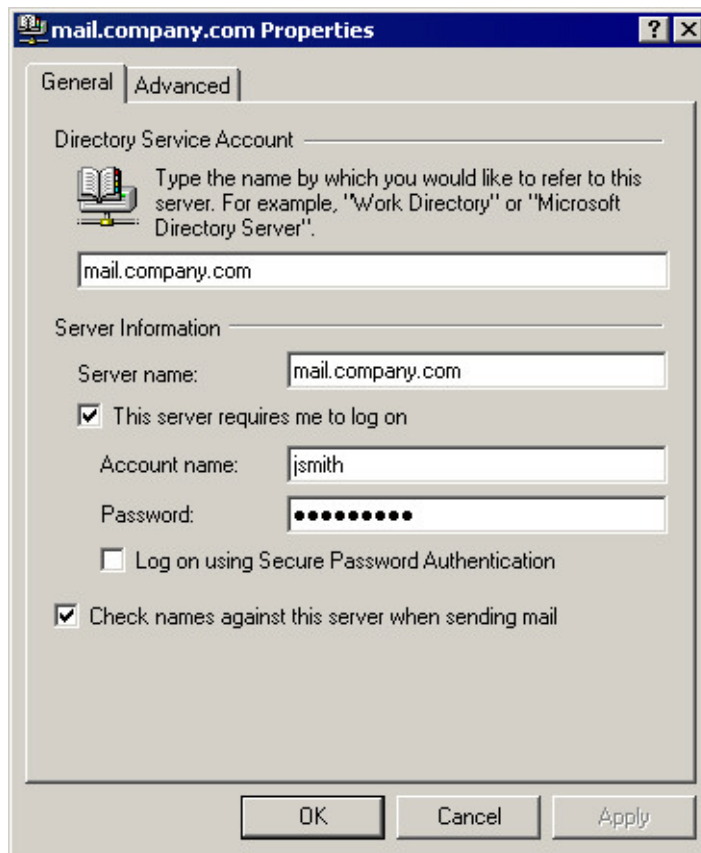 mail.company.com Properties
General
Advanced
Directory Service Account
Type the name by which you would like to refer to this
server. For example, "Work Directory" or "Microsoft
Directory Server".
mail.company.com
Server Information
Server name:
mail.company.com
This server requires me to log on
Account name:
jsmith
Password:
●●●●●●●●●
Log on using Secure Password Authentication
Check names against this server when sending mail
OK
Cancel
Apply